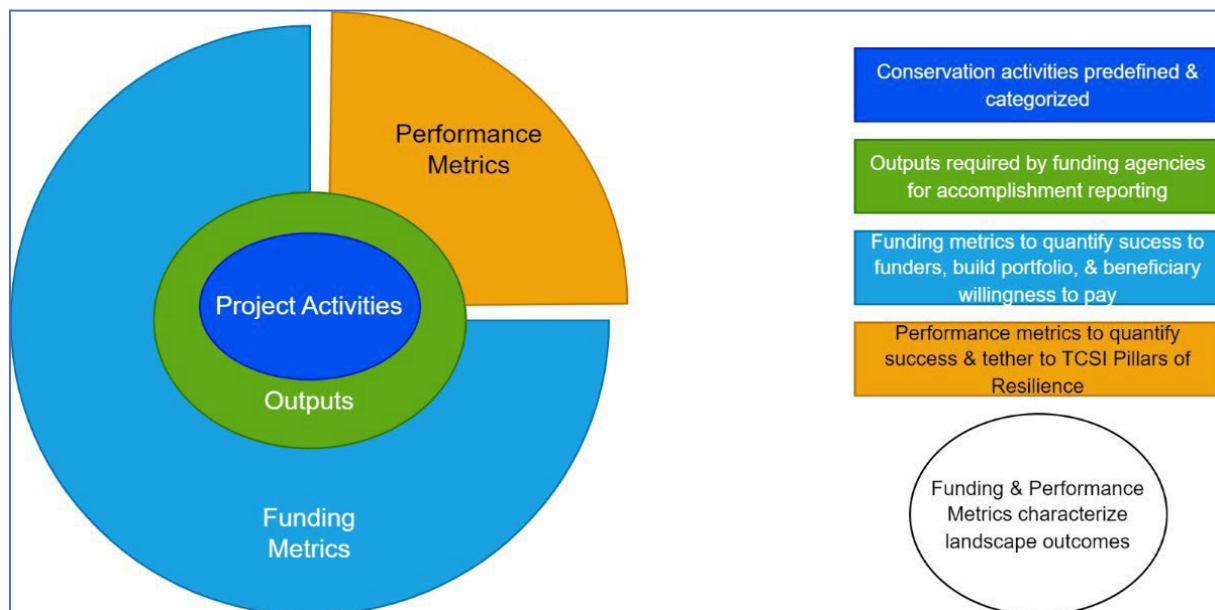 Performance
Metrics
Project Activities
Outputs
Funding
Metrics
Conservation activities predefined &
categorized
Outputs required by funding agencies
for accomplishment reporting
Funding metrics to quantify sucess to
funders, build portfolio, & beneficiary
willingness to pay
Performance metrics to quantify
success & tether to TCSI Pillars of
Resilience
Funding & Performance
Metrics characterize
landscape outcomes